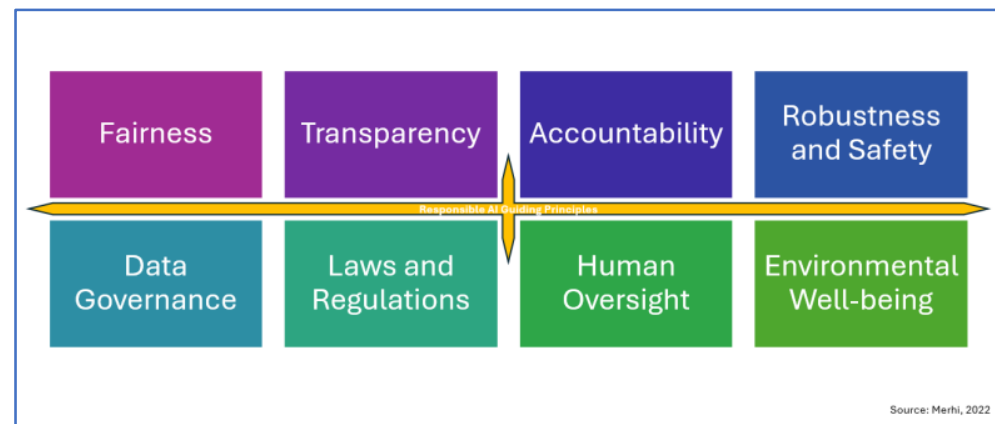 Fairness
Transparency
Accountability
Robustness
and Safety
Responsible AI Guiding Principles
Data
Governance
Laws and
Regulations
Human
Oversight
Environmental
Well-being
Source: Merhi, 2022